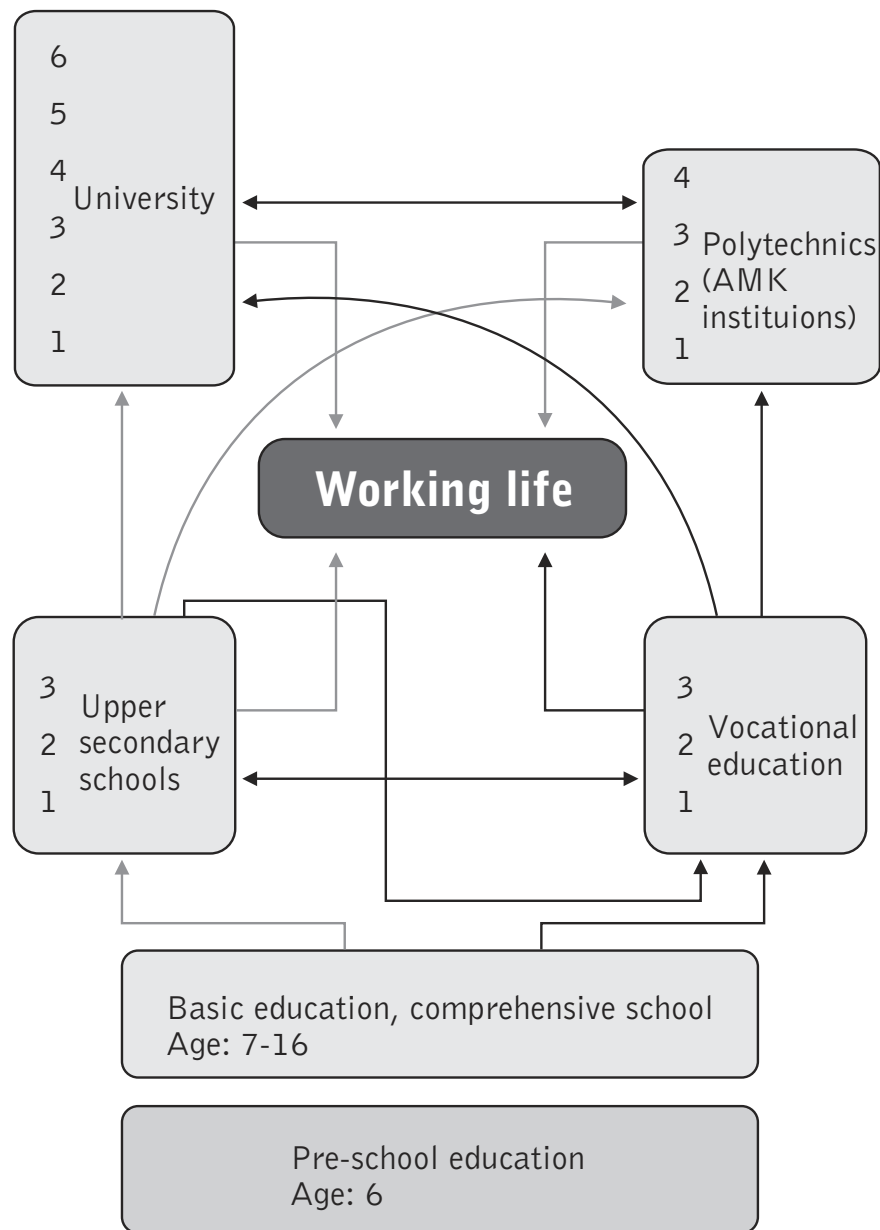 6
5
4
University
3
2
1
4
3
Polytechnics
(AMK
2
instituions)
1
Working life
3
Upper
2
secondary
schools
1
3
Vocational
2
education
1
Basic education, comprehensive school
Age: 7-16
Pre-school education
Age: 6